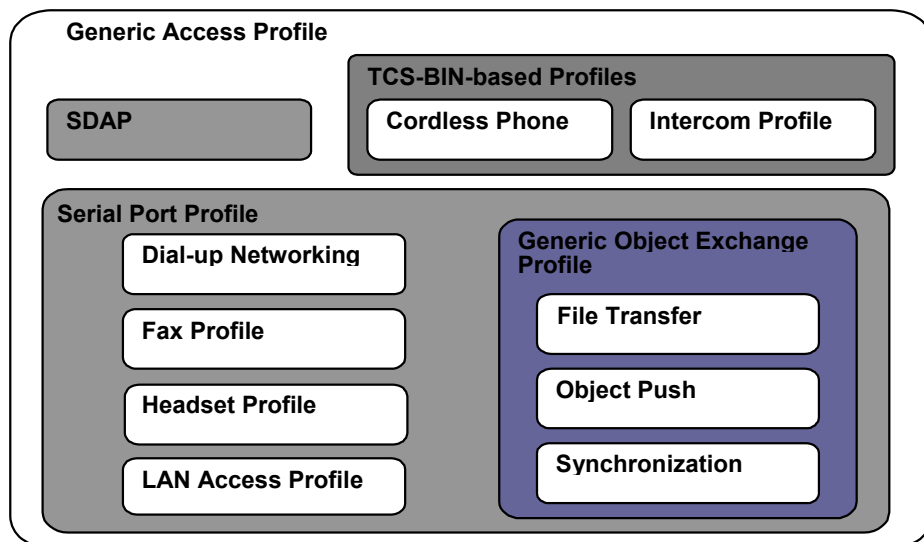 Generic Access Profile
TCS-BIN-based Profiles
SDAP
Cordless Phone
Intercom Profile
Serial Port Profile
Dial-up Networking
Fax Profile
Headset Profile
LAN Access Profile
Generic Object Exchange
Profile
File Transfer
Object Push
Synchronization